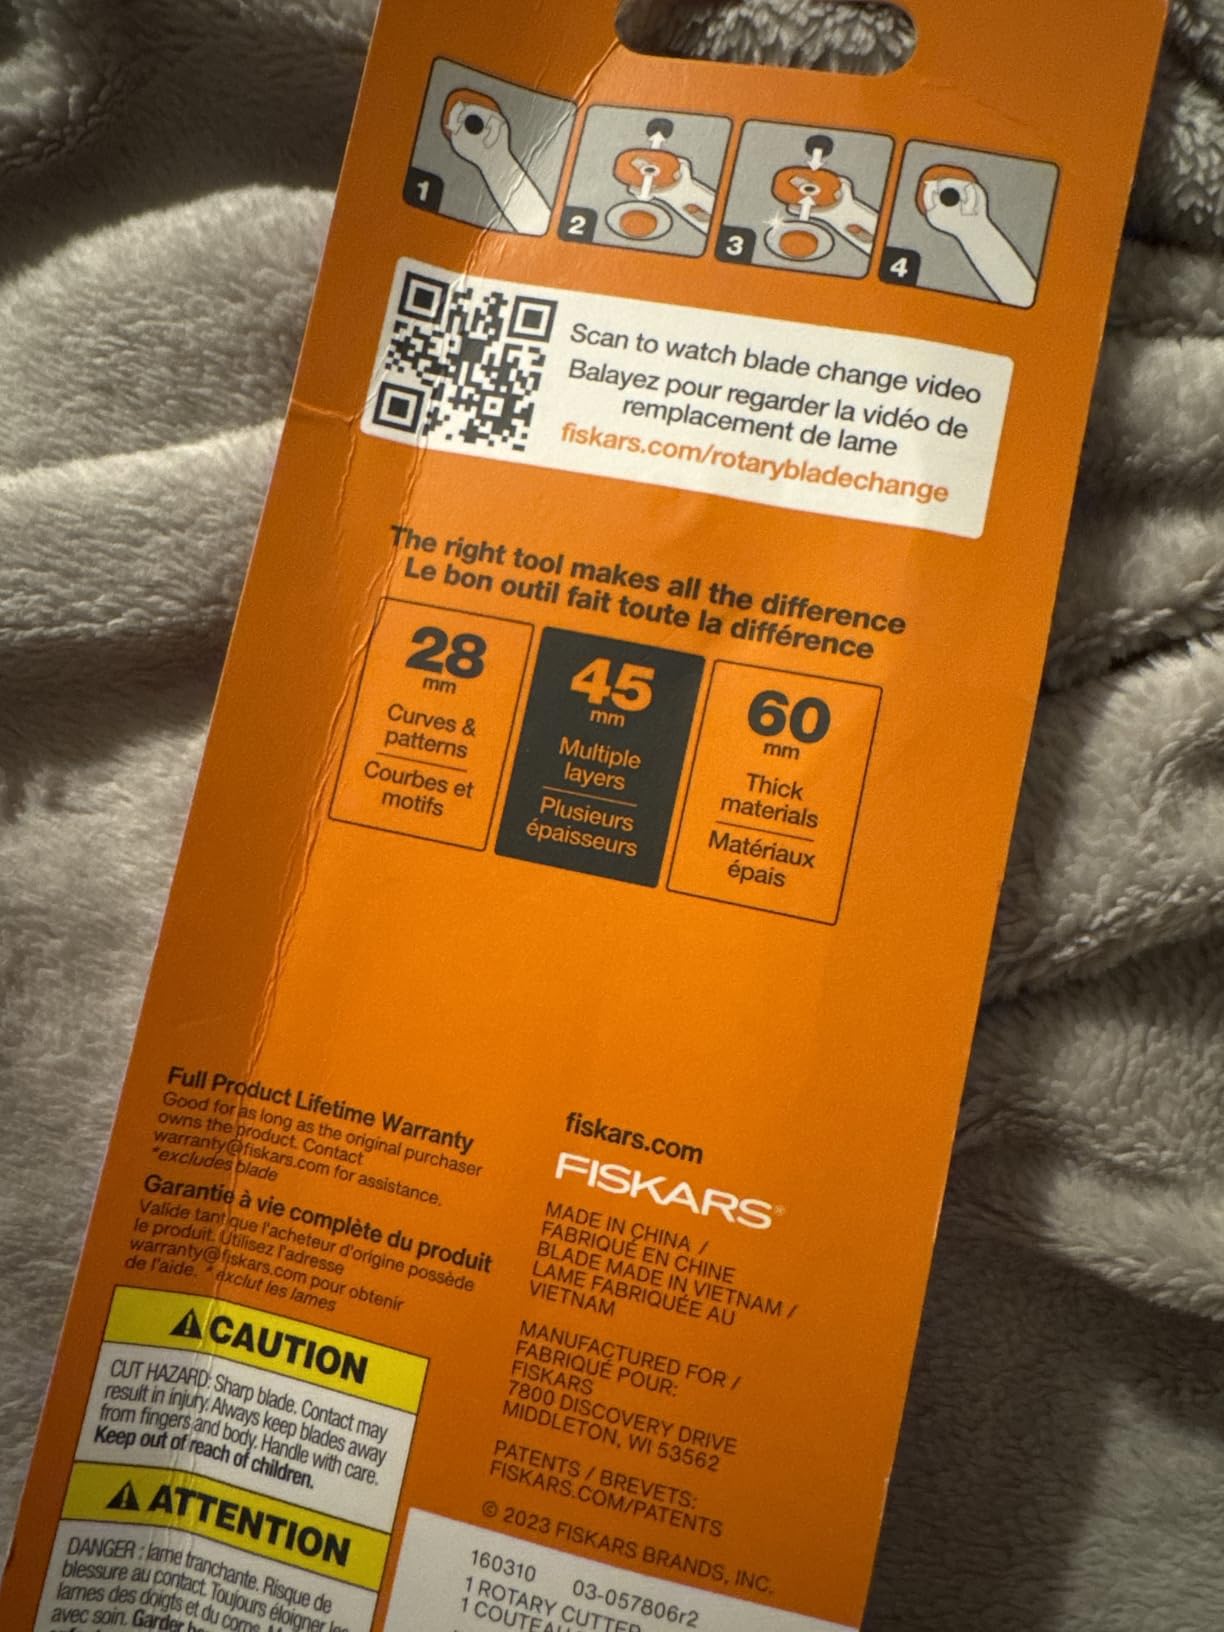 1
2
3
4
Scan to watch blade change video
Balayez pour regarder la vidéo de
remplacement de lame
fiskars.com/rotarybladechange
The right tool makes all the difference
Le bon outil fait toute la différence
28
mm
Curves &
patterns
Courbes et
motifs
45
mm
Multiple
layers
Plusieurs
épaisseurs
60
mm
Thick
materials
Matériaux
épais
Full Product Lifetime Warranty
Good for as long as the original purchaser
owns the product. Contact
warranty@fiskars.com for assistance.
*excludes blade
Garantie à vie complète du produit
Valide tant que l'acheteur d'origine possède
le produit. Utilisez l'adresse
warranty@fiskars.com pour obtenir
de l'aide. *exclut les lames
CAUTION
CUT HAZARD: Sharp blade. Contact may
result in injury. Always keep blades away
from fingers and body. Handle with care.
Keep out of reach of children.
ATTENTION
DANGER : lame tranchante. Risque de
blessure au contact. Toujours éloigner les
lames des doigts et du corps.
avec soin. Garder
fiskars.com
FISKARS®
MADE IN CHINA /
FABRIQUÉ EN CHINE
BLADE MADE IN VIETNAM /
LAME FABRIQUÉE AU
VIETNAM
MANUFACTURED FOR /
FABRIQUÉ POUR:
FISKARS
7800 DISCOVERY DRIVE
MIDDLETON, WI 53562
PATENTS / BREVETS:
FISKARS.COM/PATENTS
© 2023 FISKARS BRANDS, INC.
160310 03-057806r2
1 ROTARY CUTTER
1 COUTEAU